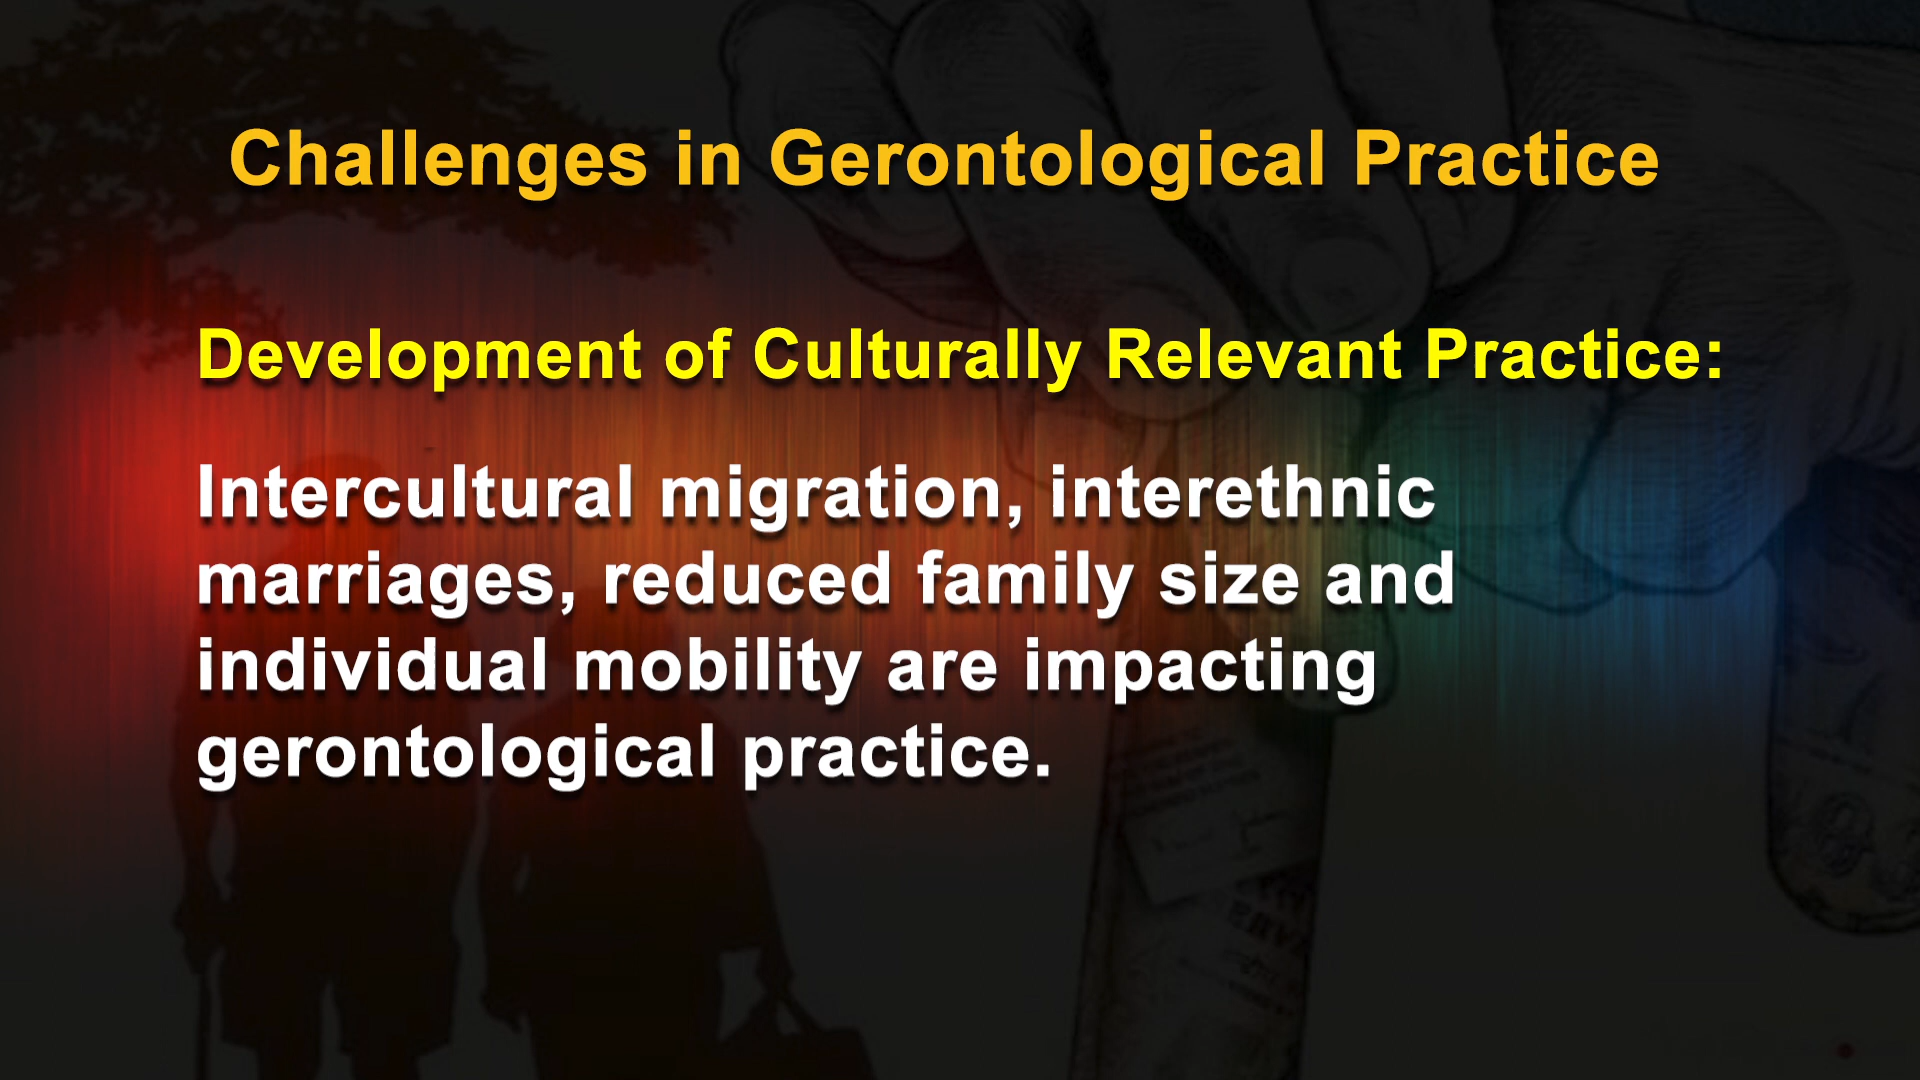 Challenges in Gerontological Practice
Development of Culturally Relevant Practice:
Intercultural migration, interethnic
marriages, reduced family size and
individual mobility are impacting
gerontological practice.